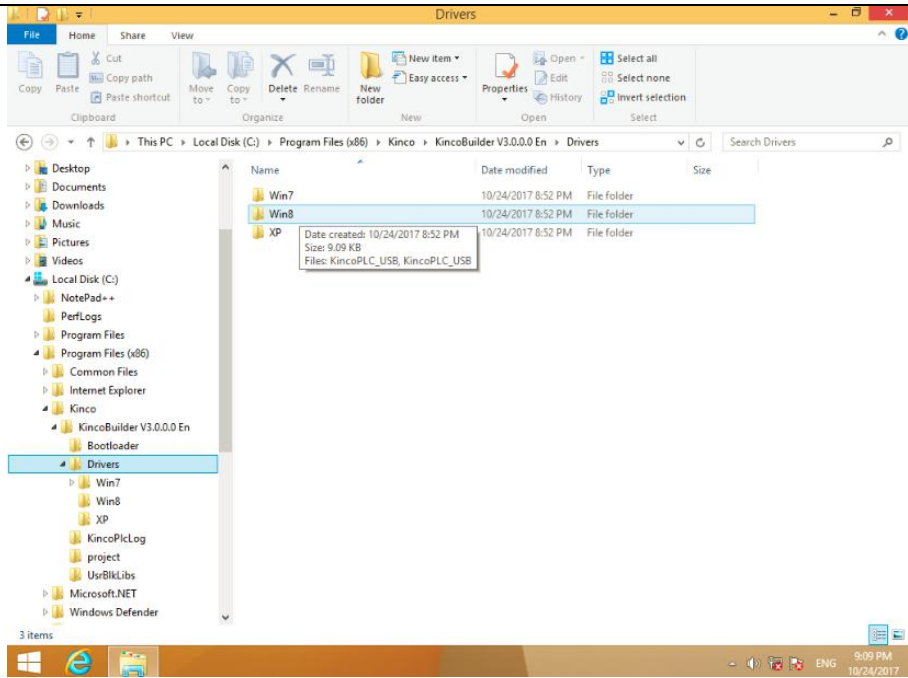 Drivers
File Home Share View
Copy
Paste
Cut
Copy path
Paste shortcut
Clipboard
Move to
Copy to
Delete
Rename
Organize
New folder
New item
Easy access
New
Properties
Open
Edit
History
Open
Select all
Select none
Invert selection
Select
This PC Local Disk (C:) Program Files (x86) Kinco KincoBuilder V3.0.0.0 En Drivers
Search Drivers
Desktop
Documents
Downloads
Music
Pictures
Videos
Local Disk (C:)
NotePad++
PerfLogs
Program Files
Program Files (x86)
Common Files
Internet Explorer
Kinco
KincoBuilder V3.0.0.0 En
Bootloader
Drivers
Win7
Win8
XP
KincoPlcLog
project
UsrBlkLibs
Microsoft.NET
Windows Defender
Name Date modified Type Size
Win7 10/24/2017 8:52 PM File folder
Win8 10/24/2017 8:52 PM File folder
XP 10/24/2017 8:52 PM File folder
Date created: 10/24/2017 8:52 PM
Size: 9.09 KB
Files: KincoPLC_USB, KincoPLC_USB
3 items
ENG
9:09 PM
10/24/2017